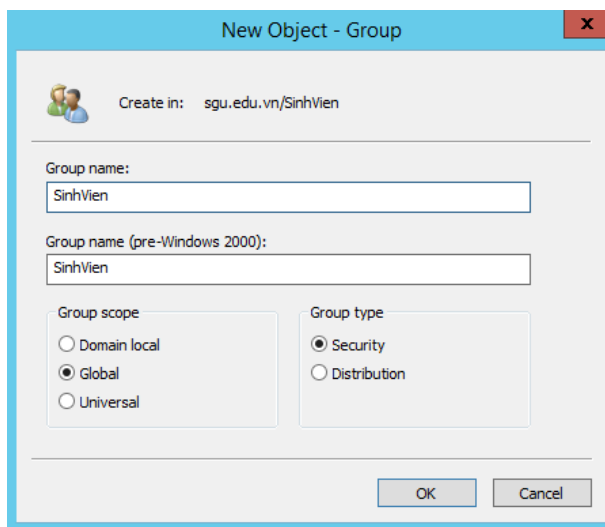 New Object - Group
x
Create in: sgu.edu.vn/SinhVien
Group name:
SinhVien
Group name (pre-Windows 2000):
SinhVien
Group scope
Domain local
Global
Universal
Group type
Security
Distribution
OK
Cancel